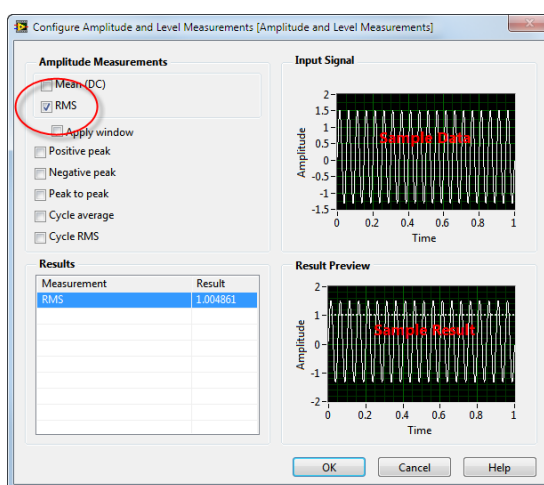 Configure Amplitude and Level Measurements [Amplitude and Level Measurements]
Amplitude Measurements
Mean (DC)
RMS
Apply window
Positive peak
Negative peak
Peak to peak
Cycle average
Cycle RMS
Results
Measurement Result
RMS 1.004861
Input Signal
Amplitude
2
1.5
1
0.5
0
-0.5
-1
-1.5
Sample Data
0 0.2 0.4 0.6 0.8 1
Time
Result Preview
Amplitude
2
1
0
-1
-2
Sample Result
0 0.2 0.4 0.6 0.8 1
Time
OK Cancel Help